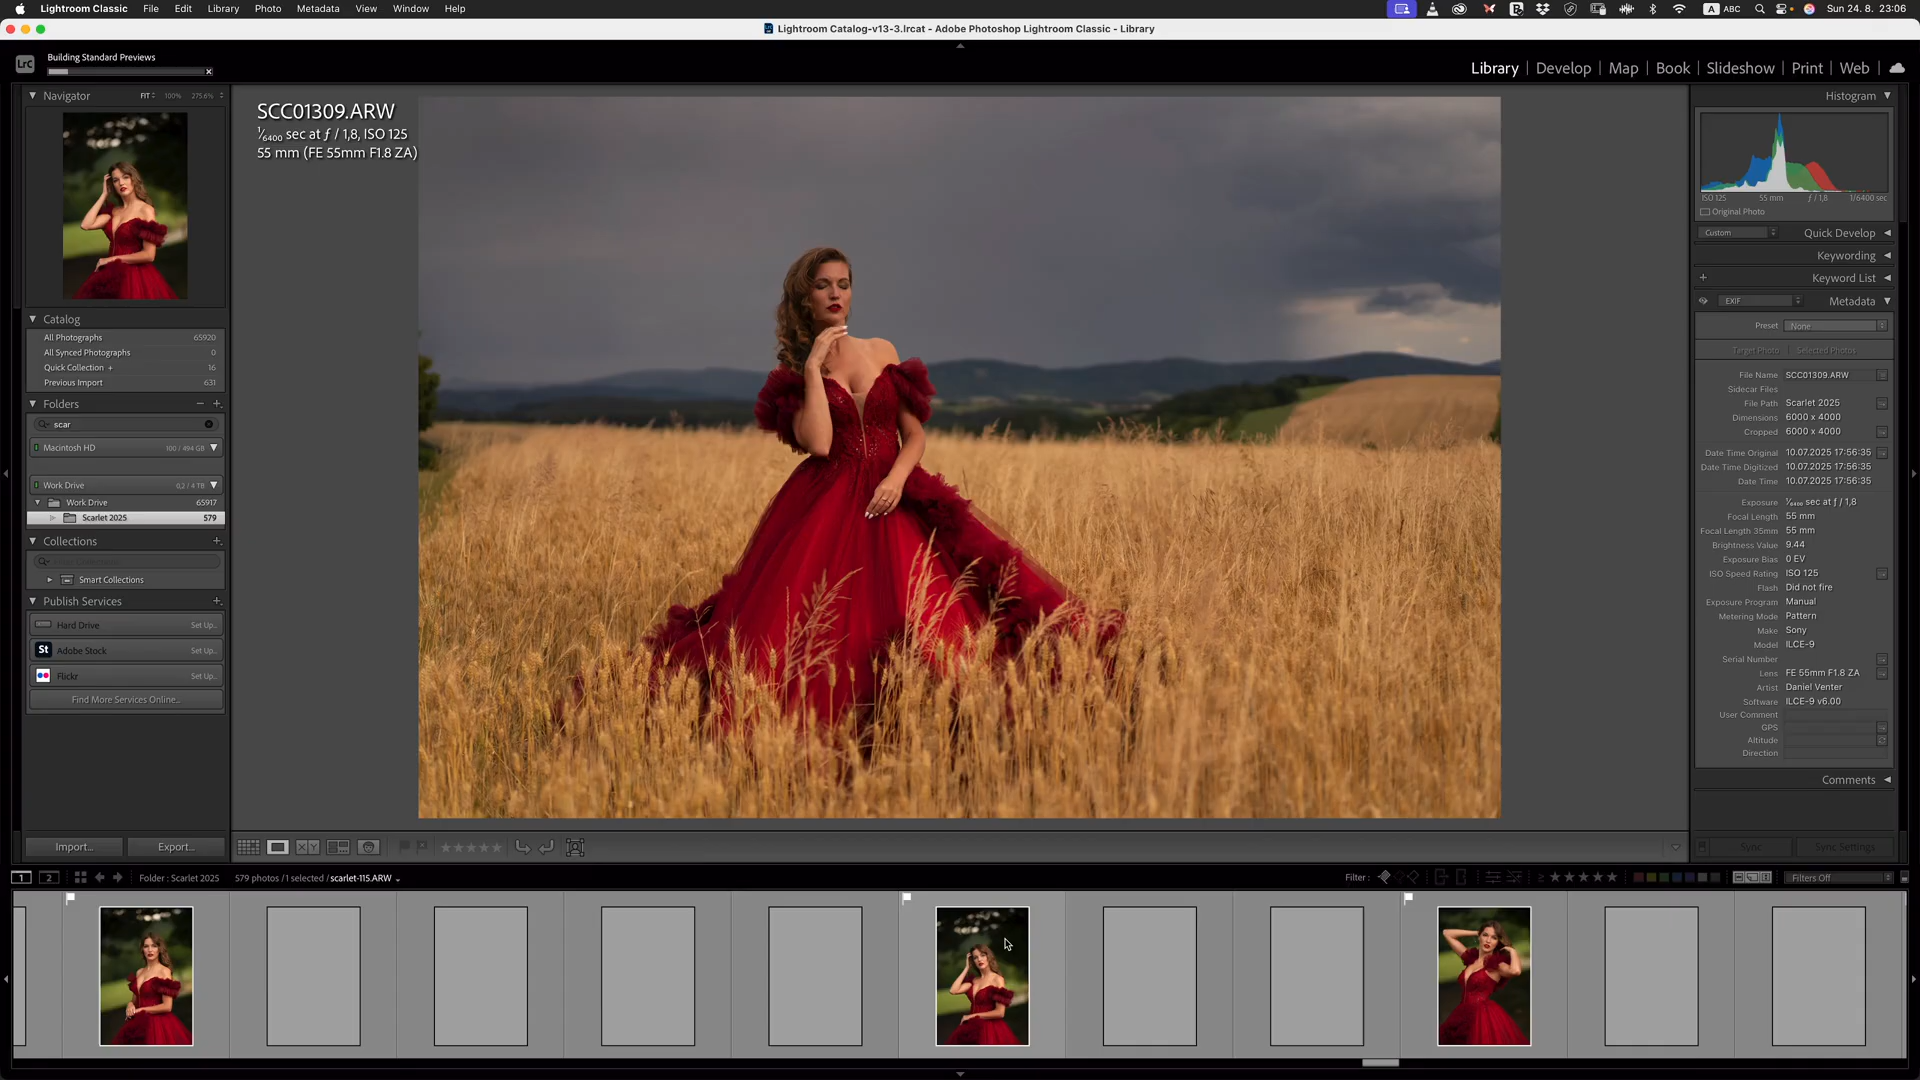 Lightroom Classic File Edit Library Photo Metadata View Window Help A ABC Sun 24. 8. 23:06
Lightroom Catalog-v13-3.lrcat - Adobe Photoshop Lightroom Classic - Library
LrC Building Standard Previews
Library | Develop | Map | Book | Slideshow | Print | Web
Navigator FIT 100% 275.6%
SCC01309.ARW
1/6400 sec at ƒ / 1,8, ISO 125
55 mm (FE 55mm F1.8 ZA)
Catalog
All Photographs 65920
All Synced Photographs 0
Quick Collection + 16
Previous Import 631
Folders
scar
Macintosh HD 100 / 494 GB
Work Drive 0,2 / 4 TB
Work Drive 65917
Scarlet 2025 579
Collections
Smart Collections
Publish Services
Hard Drive Set Up...
St Adobe Stock Set Up...
Flickr Set Up...
Find More Services Online...
Import... Export...
Histogram
ISO 125 55 mm ƒ / 1,8 1/6400 sec
Original Photo
Custom Quick Develop
Keywording
Keyword List
EXIF Metadata
Preset None
Target Photo Selected Photos
File Name SCC01309.ARW
Sidecar Files
File Path Scarlet 2025
Dimensions 6000 x 4000
Cropped 6000 x 4000
Date Time Original 10.07.2025 17:56:35
Date Time Digitized 10.07.2025 17:56:35
Date Time 10.07.2025 17:56:35
Exposure 1/6400 sec at ƒ / 1,8
Focal Length 55 mm
Focal Length 35mm 55 mm
Brightness Value 9.44
Exposure Bias 0 EV
ISO Speed Rating ISO 125
Flash Did not fire
Exposure Program Manual
Metering Mode Pattern
Make Sony
Model ILCE-9
Serial Number
Lens FE 55mm F1.8 ZA
Artist Daniel Venter
Software ILCE-9 v6.00
User Comment
GPS
Altitude
Direction
Comments
Sync Sync Settings
1 2 Folder : Scarlet 2025 579 photos / 1 selected / scarlet-115.ARW Filter : Filters Off